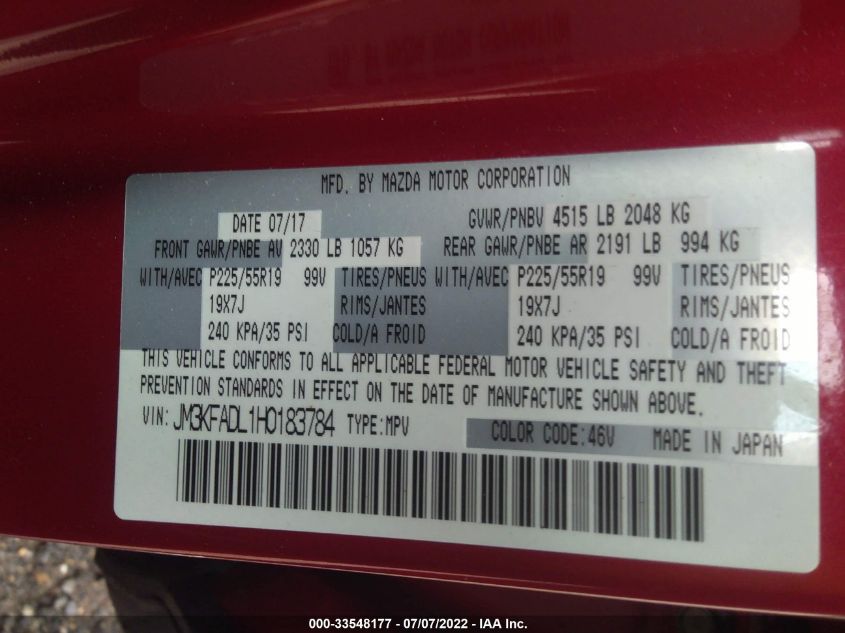 MFD. BY MAZDA MOTOR CORPORATION
DATE 07/17 GVWR/PNBV 4515 LB 2048 KG
FRONT GAWR/PNBE AV 2330 LB 1057 KG REAR GAWR/PNBE AR 2191 LB 994 KG
WITH/AVEC P225/55R19 99V TIRES/PNEUS WITH/AVEC P225/55R19 99V TIRES/PNEUS
19X7J RIMS/JANTES 19X7J RIMS/JANTES
240 KPA/35 PSI COLD/A FROID 240 KPA/35 PSI COLD/A FROID
THIS VEHICLE CONFORMS TO ALL APPLICABLE FEDERAL MOTOR VEHICLE SAFETY AND THEFT
PREVENTION STANDARDS IN EFFECT ON THE DATE OF MANUFACTURE SHOWN ABOVE.
VIN: JM3KFADL1H0183784 TYPE:MPV COLOR CODE:46V MADE IN JAPAN
000-33548177 - 07/07/2022 - IAA Inc.